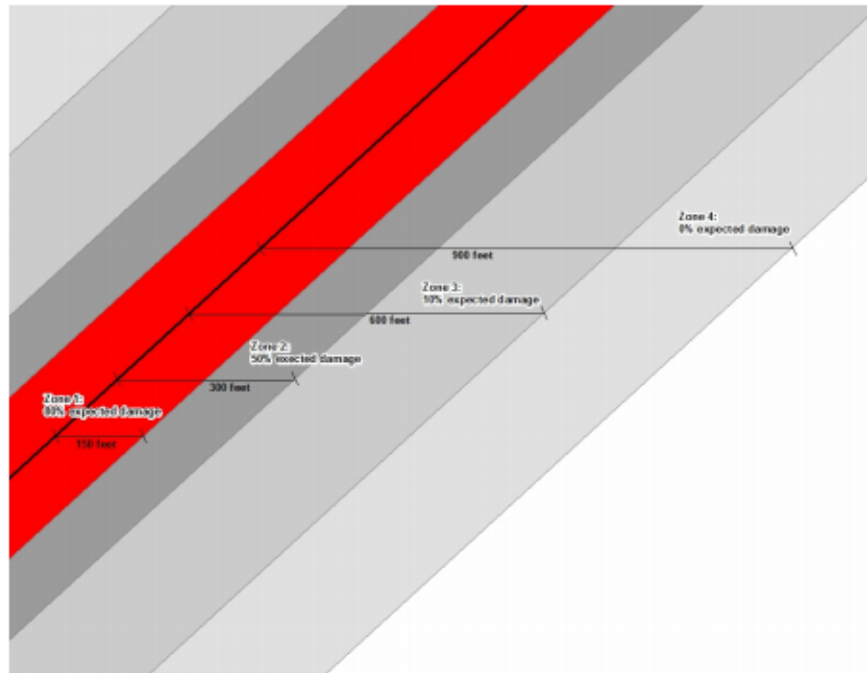 Zone 4:
0% expected damage
900 feet
Zone 3:
10% expected damage
600 feet
Zone 2:
50% exected damage
300 feet
Zone 1:
80% expected damage
150 feet